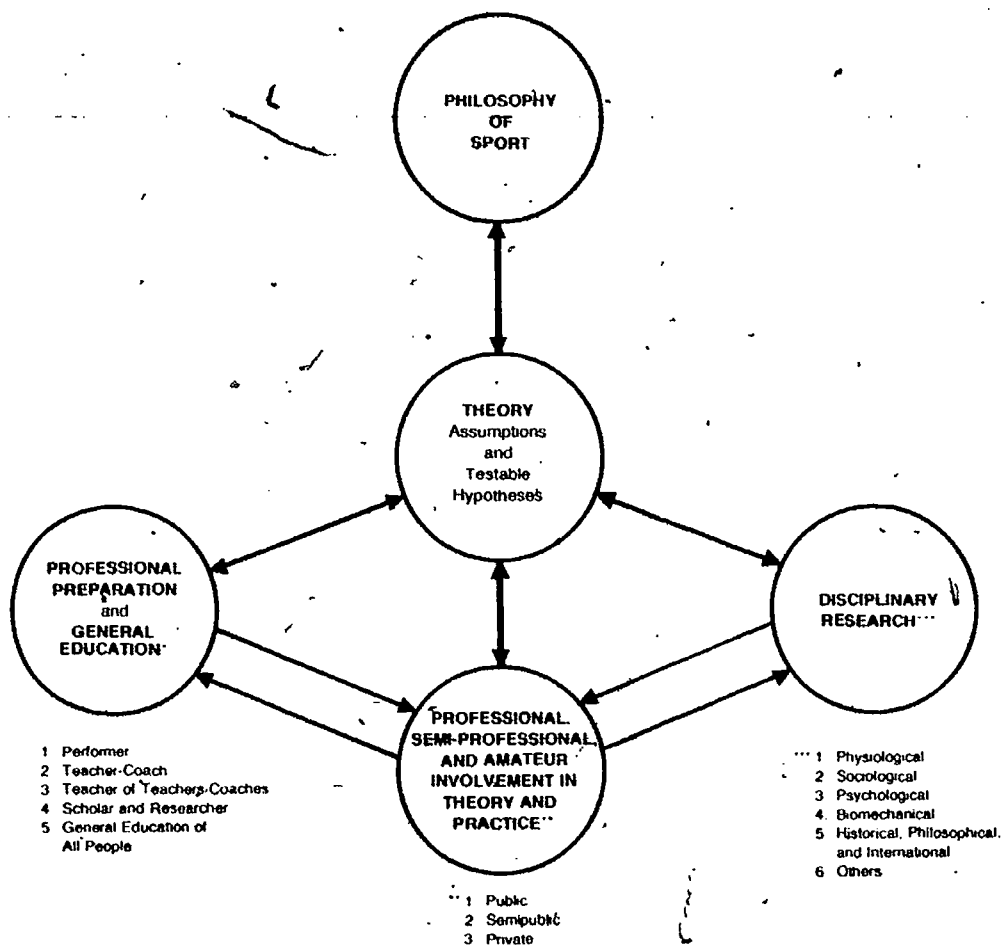 PHILOSOPHY
OF
SPORT
THEORY
Assumptions
and
Testable
Hypotheses
PROFESSIONAL
PREPARATION
and
GENERAL
EDUCATION*
DISCIPLINARY
RESEARCH***
PROFESSIONAL,
SEMI-PROFESSIONAL,
AND AMATEUR
INVOLVEMENT IN
THEORY AND
PRACTICE**
1 Performer
2 Teacher-Coach
3 Teacher of Teachers-Coaches
4 Scholar and Researcher
5 General Education of
All People
** 1 Public
2 Semipublic
3 Private
*** 1 Physiological
2 Sociological
3 Psychological
4. Biomechanical
5 Historical, Philosophical,
and International
6 Others